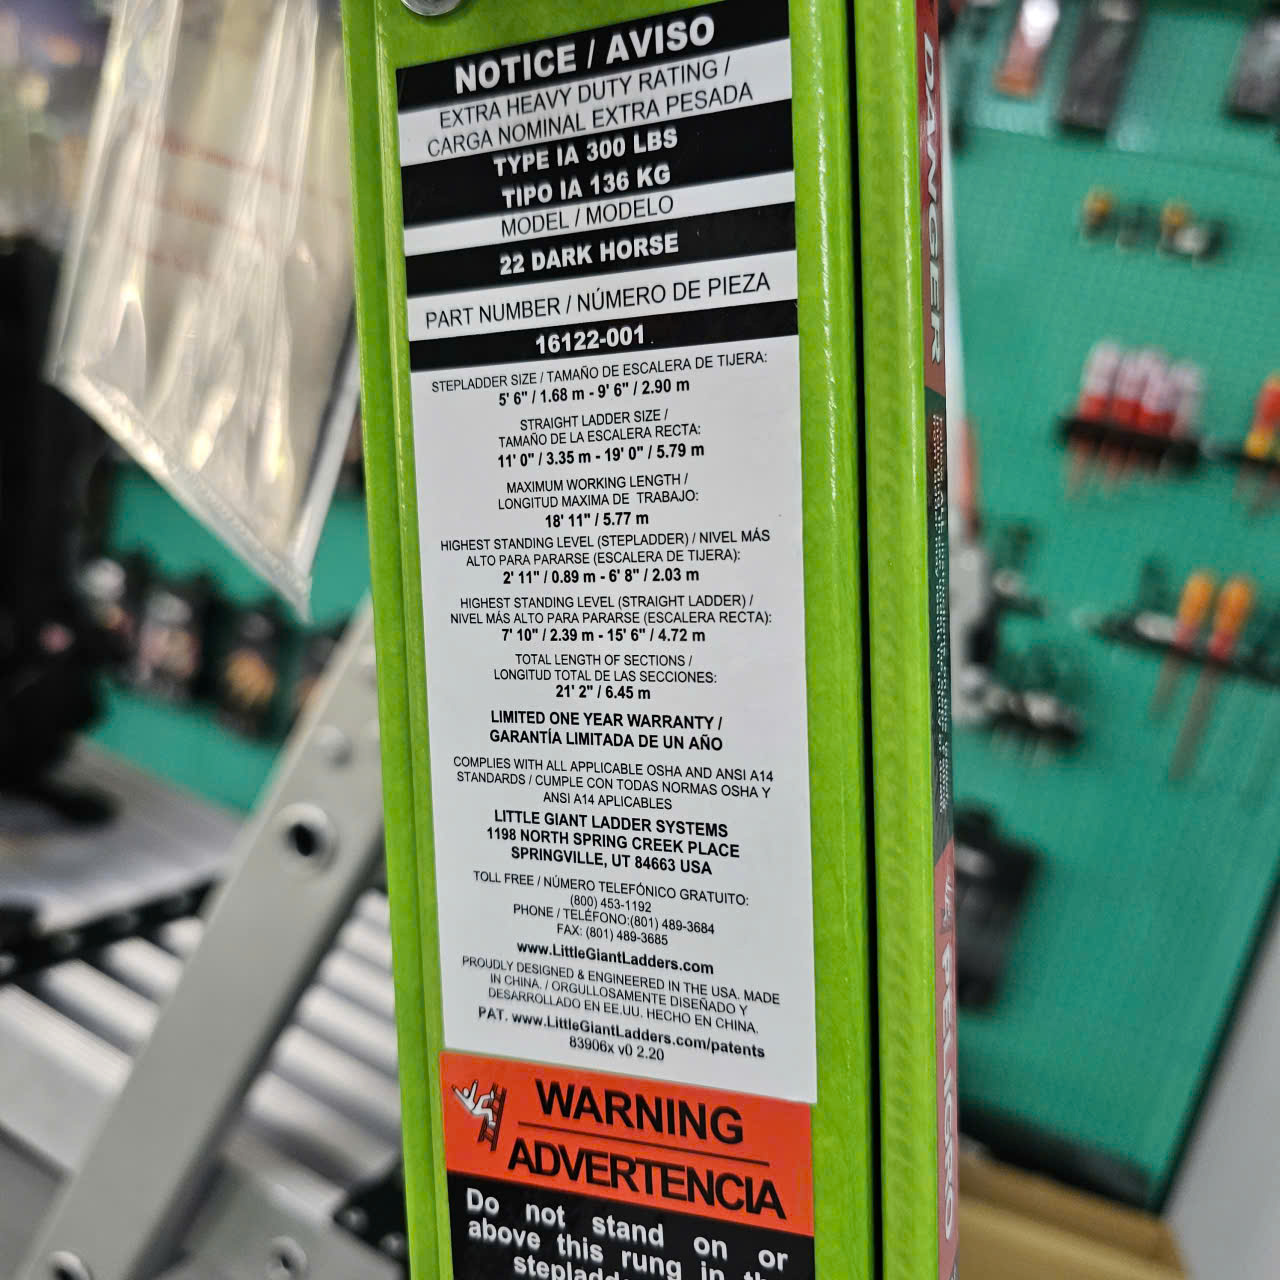 NOTICE / AVISO
EXTRA HEAVY DUTY RATING /
CARGA NOMINAL EXTRA PESADA
TYPE IA 300 LBS
TIPO IA 136 KG
MODEL / MODELO
22 DARK HORSE
PART NUMBER / NÚMERO DE PIEZA
16122-001
STEPLADDER SIZE / TAMAÑO DE ESCALERA DE TIJERA:
5' 6" / 1.68 m - 9' 6" / 2.90 m
STRAIGHT LADDER SIZE /
TAMAÑO DE LA ESCALERA RECTA:
11' 0" / 3.35 m - 19' 0" / 5.79 m
MAXIMUM WORKING LENGTH /
LONGITUD MAXIMA DE TRABAJO:
18' 11" / 5.77 m
HIGHEST STANDING LEVEL (STEPLADDER) / NIVEL MÁS
ALTO PARA PARARSE (ESCALERA DE TIJERA):
2' 11" / 0.89 m - 6' 8" / 2.03 m
HIGHEST STANDING LEVEL (STRAIGHT LADDER) /
NIVEL MÁS ALTO PARA PARARSE (ESCALERA RECTA):
7' 10" / 2.39 m - 15' 6" / 4.72 m
TOTAL LENGTH OF SECTIONS /
LONGITUD TOTAL DE LAS SECCIONES:
21' 2" / 6.45 m
LIMITED ONE YEAR WARRANTY /
GARANTÍA LIMITADA DE UN AÑO
COMPLIES WITH ALL APPLICABLE OSHA AND ANSI A14
STANDARDS / CUMPLE CON TODAS NORMAS OSHA Y
ANSI A14 APLICABLES
LITTLE GIANT LADDER SYSTEMS
1198 NORTH SPRING CREEK PLACE
SPRINGVILLE, UT 84663 USA
TOLL FREE / NÚMERO TELEFÓNICO GRATUITO:
(800) 453-1192
PHONE / TELÉFONO:(801) 489-3684
FAX: (801) 489-3685
www.LittleGiantLadders.com
PROUDLY DESIGNED & ENGINEERED IN THE USA. MADE
IN CHINA. / ORGULLOSAMENTE DISEÑADO Y
DESARROLLADO EN EE.UU. HECHO EN CHINA.
PAT. www.LittleGiantLadders.com/patents
83906x v0 2.20
WARNING
ADVERTENCIA
Do not stand on or
above this rung in
DANGER
PELIGRO